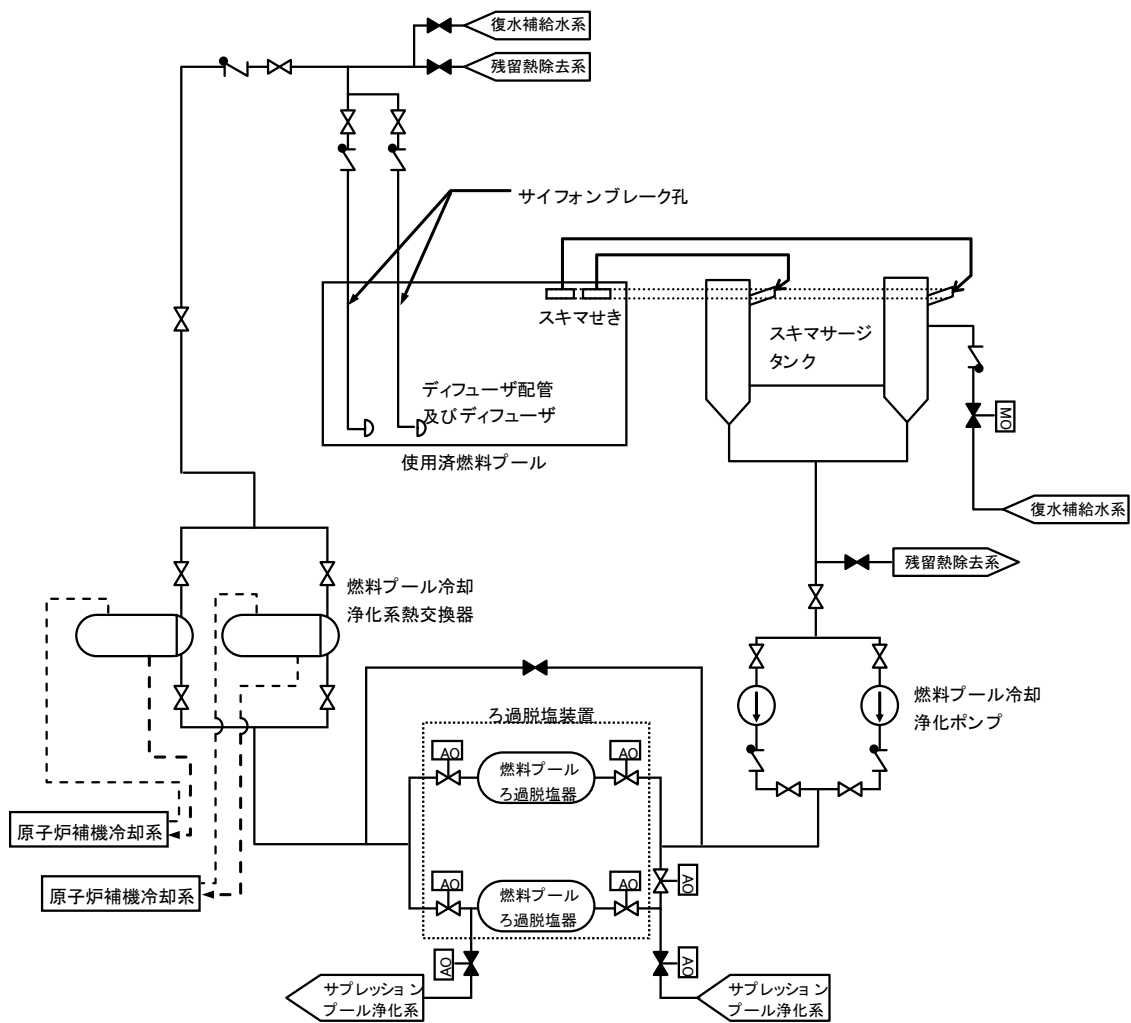 復水補給水系
残留熱除去系
サイフォンブレーク孔
スキマせき
スキマサージ
タンク
ディフューザ配管
及びディフューザ
使用済燃料プール
MO
復水補給水系
残留熱除去系
燃料プール冷却
浄化系熱交換器
燃料プール冷却
浄化ポンプ
ろ過脱塩装置
AO
AO
燃料プール
ろ過脱塩器
原子炉補機冷却系
AO
AO
燃料プール
ろ過脱塩器
AO
原子炉補機冷却系
AO
AO
サプレッション
プール浄化系
サプレッション
プール浄化系